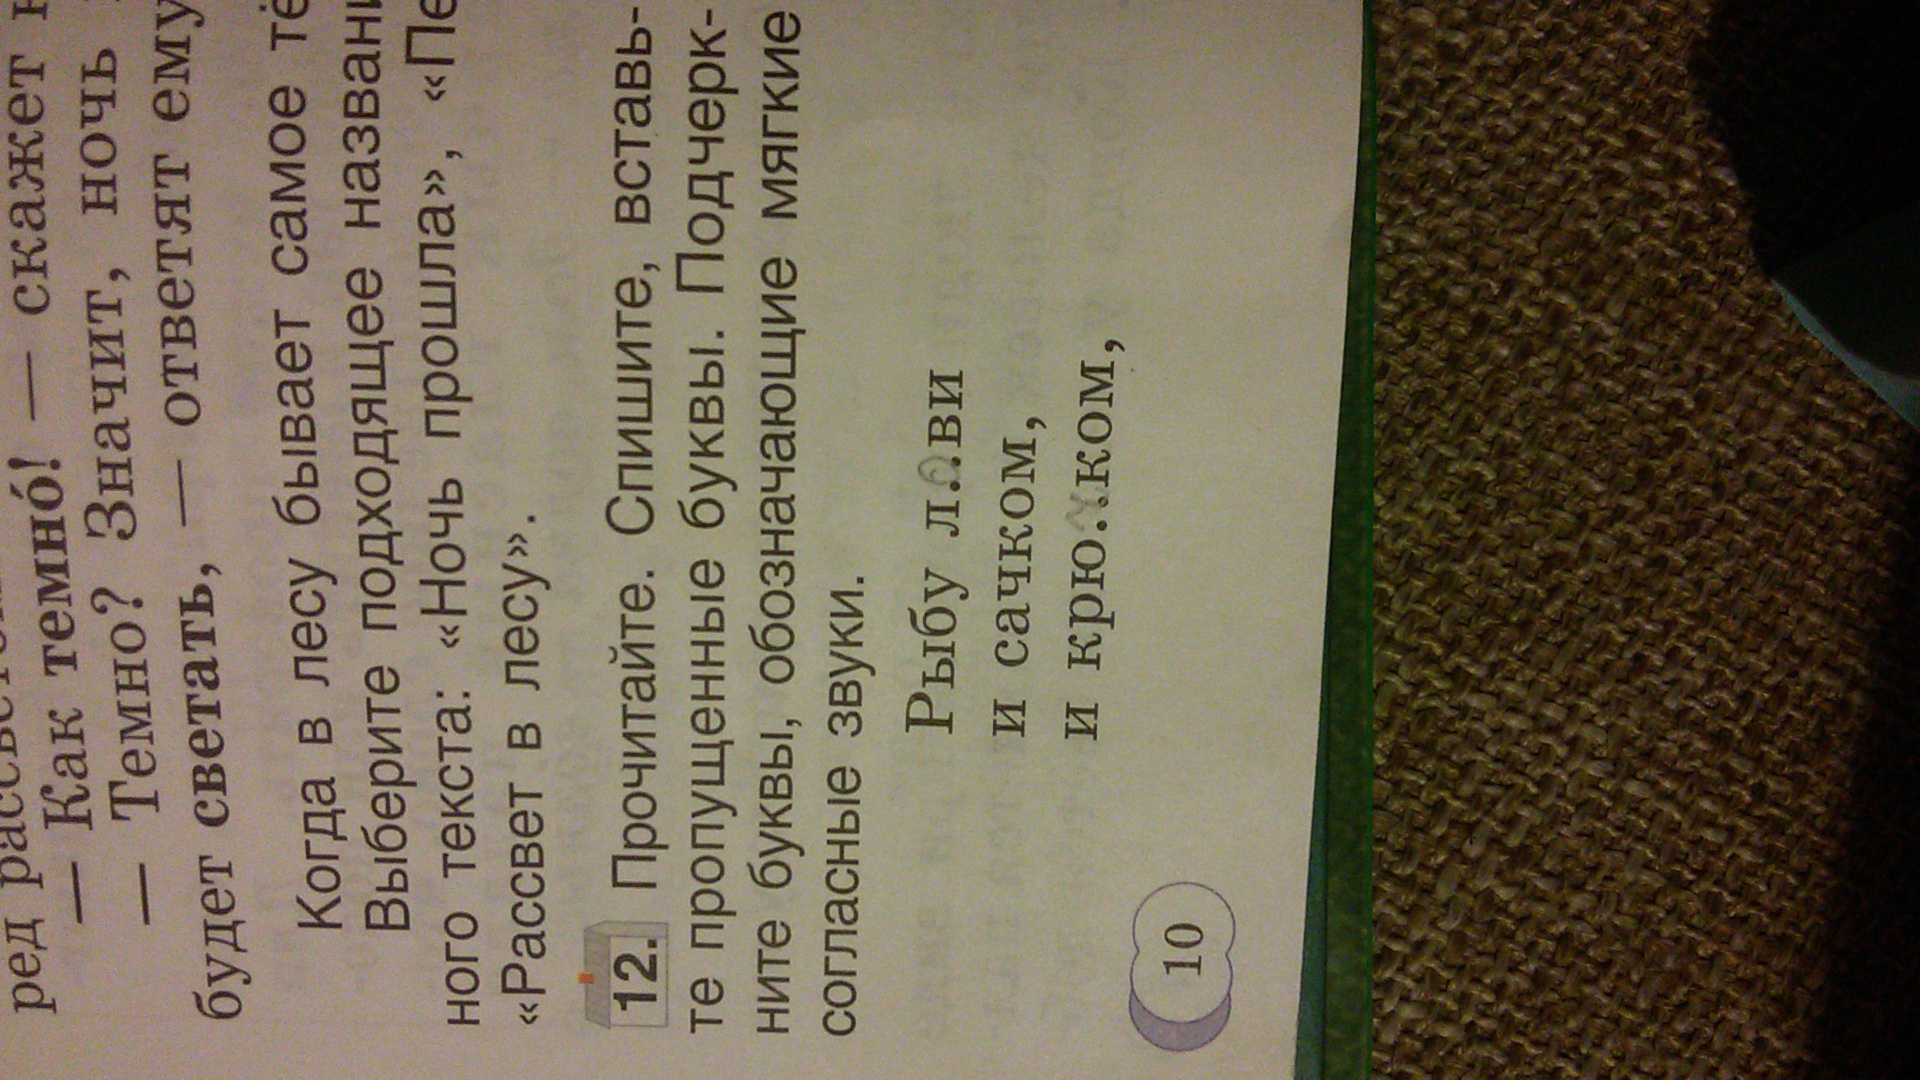 ред
— Как темно́! — скажет
— Темно? Значит, ночь
будет светать, — ответят ему
Когда в лесу бывает самое тё
Выберите подходящее назван
ного текста: «Ночь прошла», «Пе
«Рассвет в лесу».
12. Прочитайте. Спишите, вставь-
те пропущенные буквы. Подчерк-
ните буквы, обозначающие мягкие
согласные звуки.
Рыбу л..ви
и сачком,
и крю..ком,
10